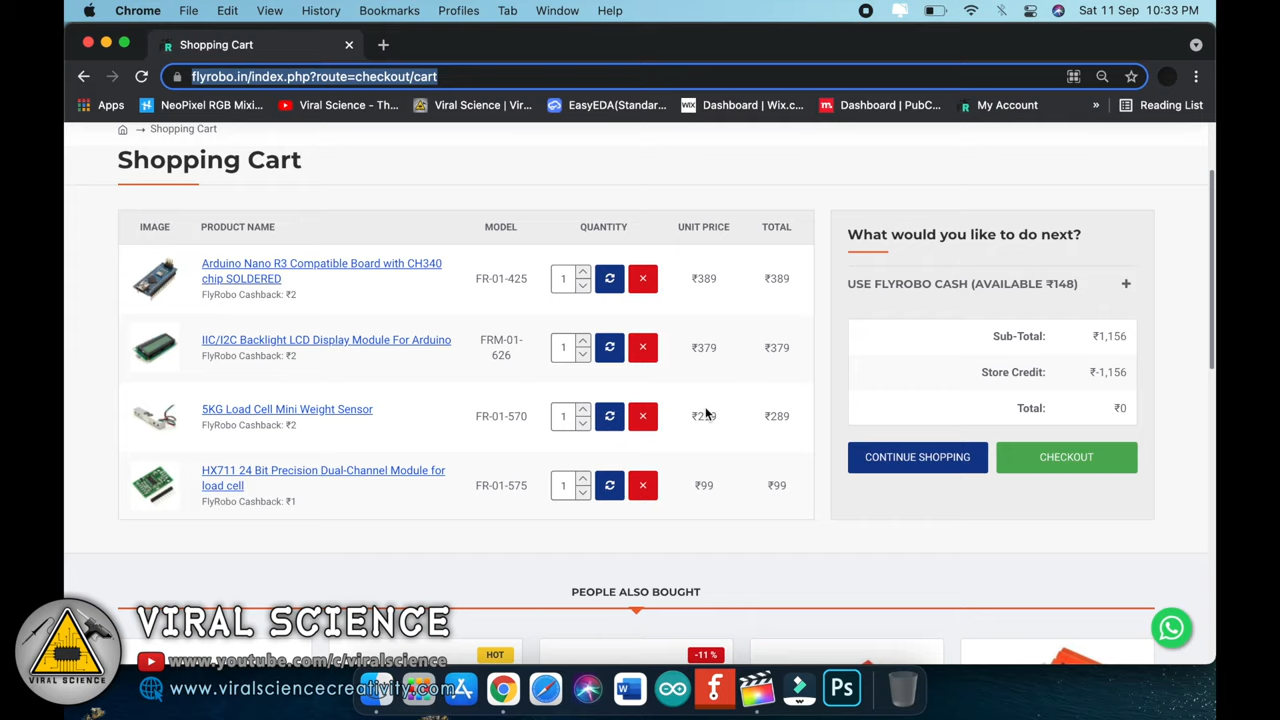 Chrome File Edit View History Bookmarks Profiles Tab Window Help Sat 11 Sep 10:33 PM
Shopping Cart
flyrobo.in/index.php?route=checkout/cart
Apps NeoPixel RGB Mixi... Viral Science - Th... Viral Science | Vir... EasyEDA(Standar... WIX Dashboard | Wix.c... Dashboard | PubC... My Account » Reading List
→ Shopping Cart
Shopping Cart
IMAGE PRODUCT NAME MODEL QUANTITY UNIT PRICE TOTAL
Arduino Nano R3 Compatible Board with CH340
chip SOLDERED
FlyRobo Cashback: ₹2
FR-01-425 1 ₹389 ₹389
IIC/I2C Backlight LCD Display Module For Arduino
FlyRobo Cashback: ₹2
FRM-01-
626
1 ₹379 ₹379
5KG Load Cell Mini Weight Sensor
FlyRobo Cashback: ₹2
FR-01-570 1 ₹289
HX711 24 Bit Precision Dual-Channel Module for
load cell
FlyRobo Cashback: ₹1
FR-01-575 1 ₹99 ₹99
What would you like to do next?
USE FLYROBO CASH (AVAILABLE ₹148) +
Sub-Total: ₹1,156
Store Credit: ₹-1,156
Total: ₹0
CONTINUE SHOPPING CHECKOUT
PEOPLE ALSO BOUGHT
HOT -11 %
VIRAL SCIENCE
www.youtube.com/c/viralscience
www.viralsciencecreativity.com
Ps